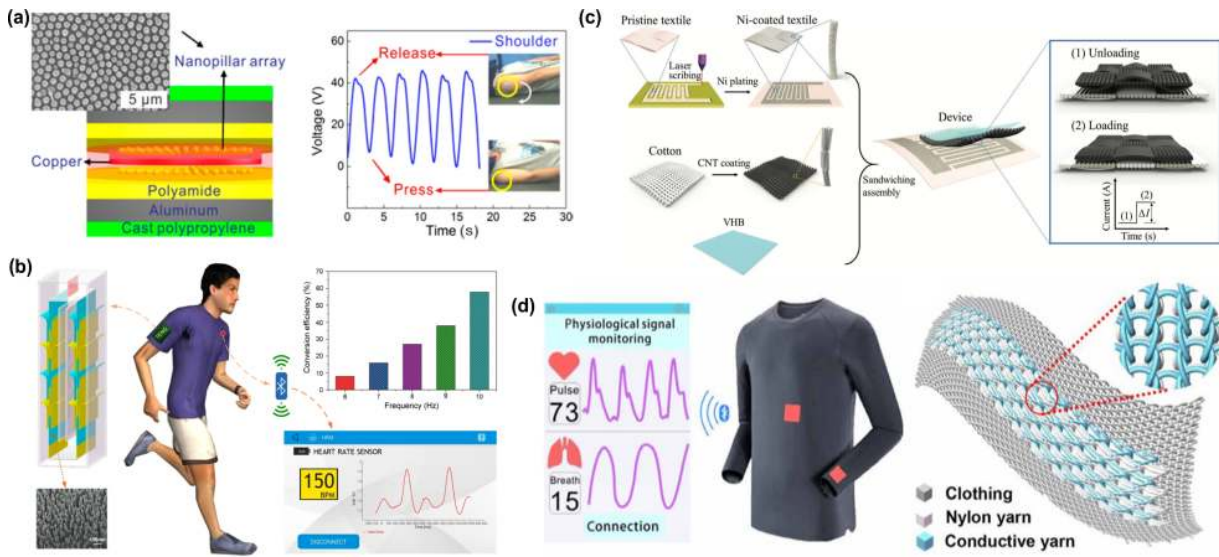 (a)
Nanopillar array
5 μm
Copper
Polyamide
Aluminum
Cast polypropylene
Voltage (V)
60
40
20
0
Release
Shoulder
Press
0 5 10 15 20 25 30
Time (s)
(c)
Pristine textile
Ni-coated textile
Laser
scribing
Ni plating
Cotton
CNT coating
VHB
Device
Sandwiching
assembly
(1) Unloading
(2) Loading
Current (A)
(2)
(1)
ΔI
Time (s)
(b)
TENG
Conversion efficiency (%)
70
60
50
40
30
20
10
0
6 7 8 9 10
Frequency (Hz)
HRM
HEART RATE SENSOR
150
BPM
DISCONNECT
(d)
Physiological signal
monitoring
Pulse
73
Breath
15
Connection
Clothing
Nylon yarn
Conductive yarn